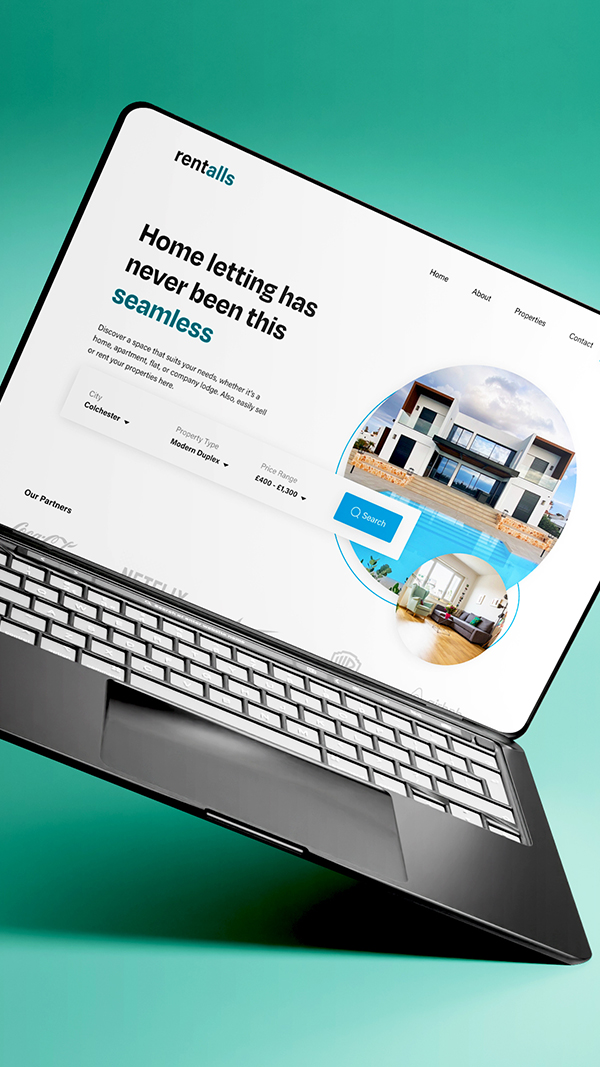 rentalls
Home
About
Properties
Contact
Home letting has
never been this
seamless
Discover a space that suits your needs, whether it's a
home, apartment, flat, or company lodge. Also, easily sell
or rent your properties here.
City
Colchester
Property Type
Modern Duplex
Price Range
£400 - £1,300
Search
Our Partners
Coca-Cola
NETFLIX